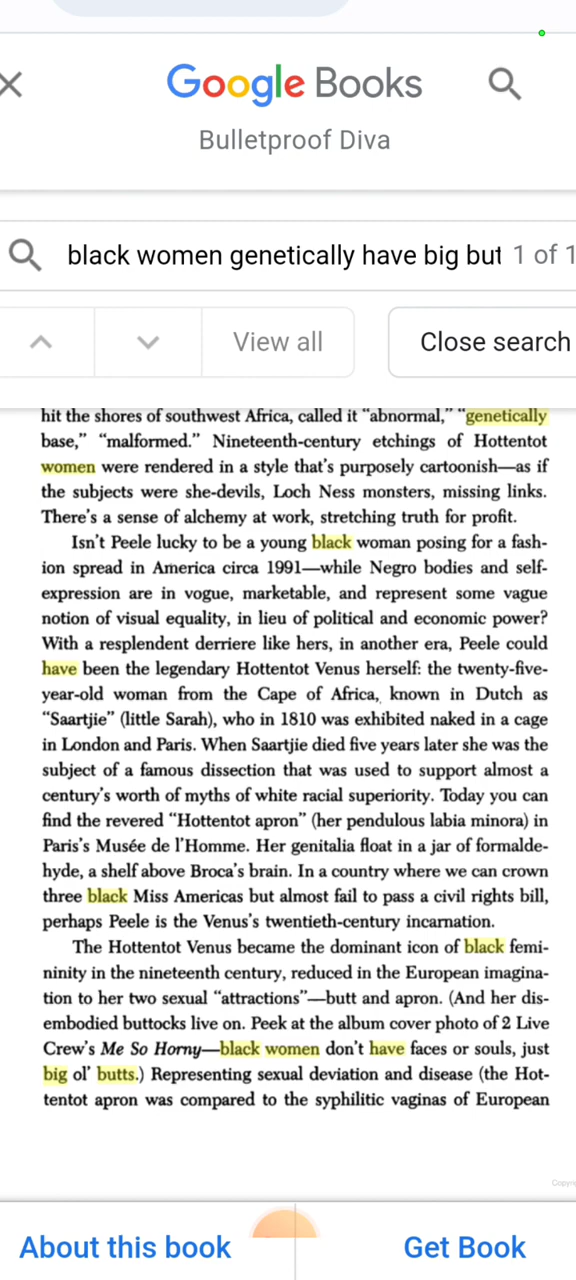 Google Books
Bulletproof Diva
black women genetically have big but 1 of 1
View all
Close search
hit the shores of southwest Africa, called it “abnormal,” “genetically
base,” “malformed.” Nineteenth-century etchings of Hottentot
women were rendered in a style that’s purposely cartoonish—as if
the subjects were she-devils, Loch Ness monsters, missing links.
There’s a sense of alchemy at work, stretching truth for profit.
Isn’t Peele lucky to be a young black woman posing for a fash-
ion spread in America circa 1991—while Negro bodies and self-
expression are in vogue, marketable, and represent some vague
notion of visual equality, in lieu of political and economic power?
With a resplendent derriere like hers, in another era, Peele could
have been the legendary Hottentot Venus herself: the twenty-five-
year-old woman from the Cape of Africa, known in Dutch as
“Saartjie” (little Sarah), who in 1810 was exhibited naked in a cage
in London and Paris. When Saartjie died five years later she was the
subject of a famous dissection that was used to support almost a
century’s worth of myths of white racial superiority. Today you can
find the revered “Hottentot apron” (her pendulous labia minora) in
Paris’s Musée de l’Homme. Her genitalia float in a jar of formalde-
hyde, a shelf above Broca’s brain. In a country where we can crown
three black Miss Americas but almost fail to pass a civil rights bill,
perhaps Peele is the Venus’s twentieth-century incarnation.
The Hottentot Venus became the dominant icon of black femi-
ninity in the nineteenth century, reduced in the European imagina-
tion to her two sexual “attractions”—butt and apron. (And her dis-
embodied buttocks live on. Peek at the album cover photo of 2 Live
Crew’s Me So Horny—black women don’t have faces or souls, just
big ol’ butts.) Representing sexual deviation and disease (the Hot-
tentot apron was compared to the syphilitic vaginas of European
About this book
Get Book